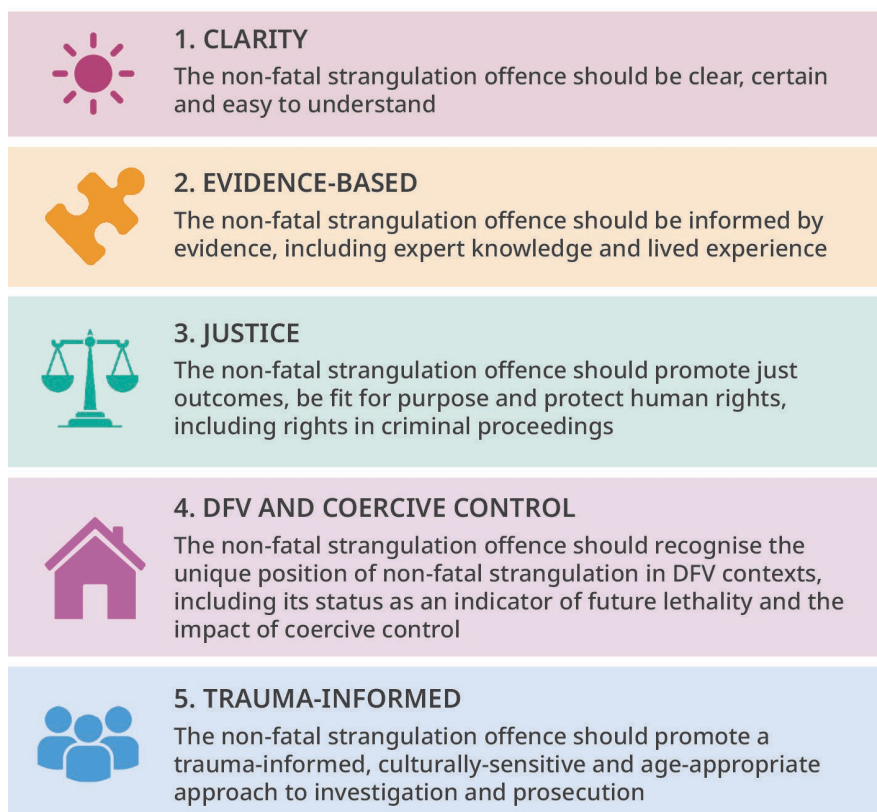 1. CLARITY
The non-fatal strangulation offence should be clear, certain
and easy to understand
2. EVIDENCE-BASED
The non-fatal strangulation offence should be informed by
evidence, including expert knowledge and lived experience
3. JUSTICE
The non-fatal strangulation offence should promote just
outcomes, be fit for purpose and protect human rights,
including rights in criminal proceedings
4. DFV AND COERCIVE CONTROL
The non-fatal strangulation offence should recognise the
unique position of non-fatal strangulation in DFV contexts,
including its status as an indicator of future lethality and the
impact of coercive control
5. TRAUMA-INFORMED
The non-fatal strangulation offence should promote a
trauma-informed, culturally-sensitive and age-appropriate
approach to investigation and prosecution